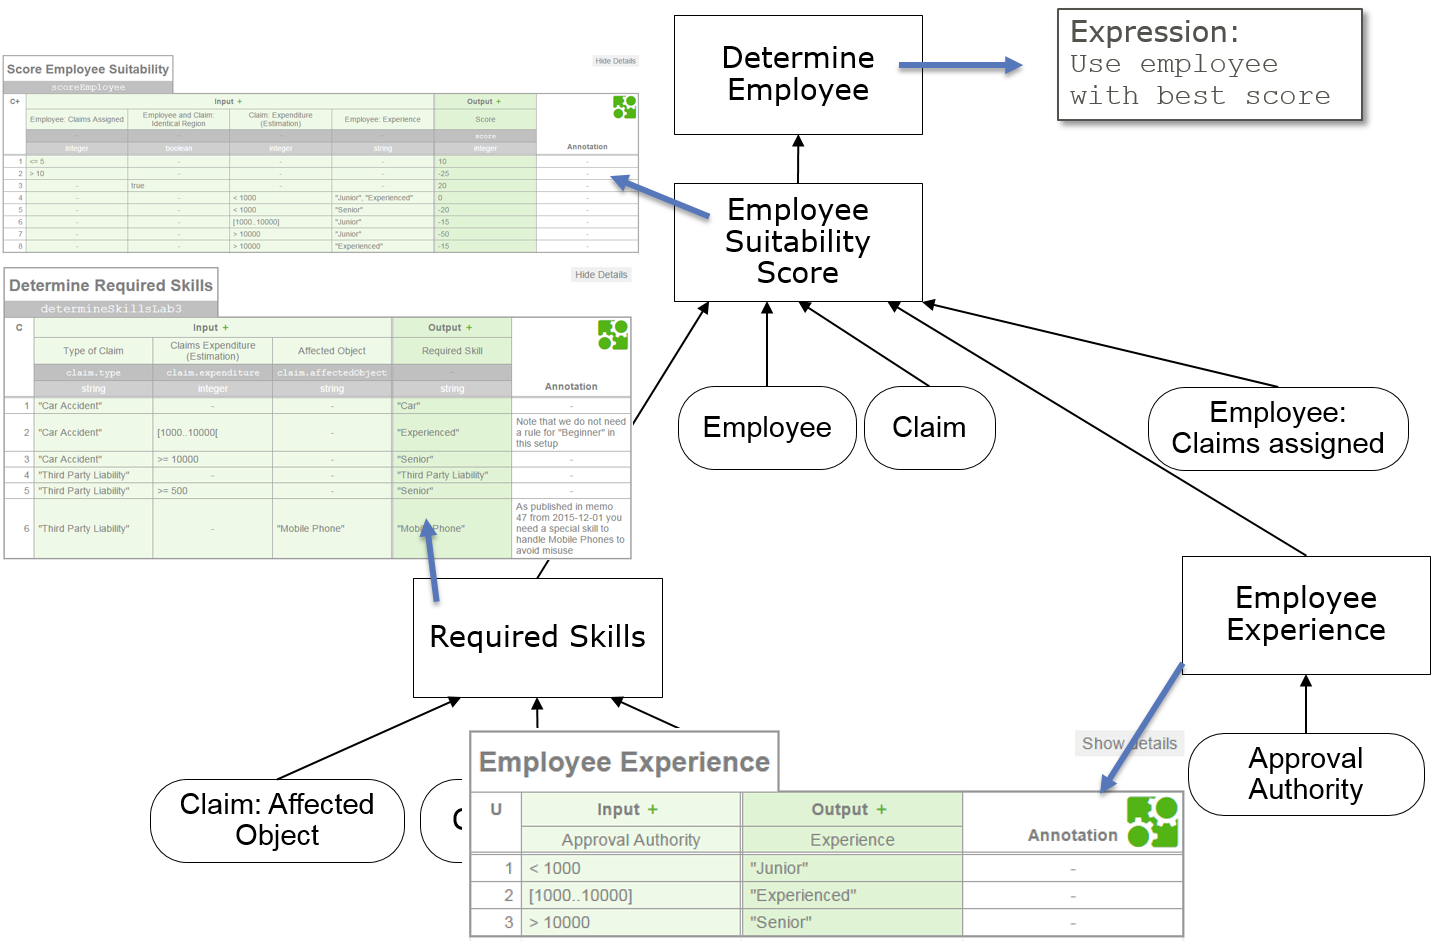 Determine
Employee
Expression:
Use employee
with best score
Score Employee Suitability
Hide Details
scoreEmployee
C+ Input + Output +
Employee: Claims Assigned Employee and Claim: Identical Region Claim: Expenditure (Estimation) Employee: Experience Score
- - - - score Annotation
integer boolean integer string integer
1 <= 5 - - - 10 -
2 > 10 - - - -25 -
3 - true - - 20 -
4 - - < 1000 "Junior", "Experienced" 0 -
5 - - < 1000 "Senior" -20 -
6 - - [1000..10000] "Junior" -15 -
7 - - > 10000 "Junior" -50 -
8 - - > 10000 "Experienced" -15 -
Employee
Suitability
Score
Determine Required Skills
Hide Details
determineSkillsLab3
C Input + Output +
Type of Claim Claims Expenditure (Estimation) Affected Object Required Skill
claim.type claim.expenditure claim.affectedObject - Annotation
string integer string string
1 "Car Accident" - - "Car" -
2 "Car Accident" [1000..10000[ - "Experienced" Note that we do not need
a rule for "Beginner" in
this setup
3 "Car Accident" >= 10000 - "Senior" -
4 "Third Party Liability" - - "Third Party Liability" -
5 "Third Party Liability" >= 500 - "Senior" -
6 "Third Party Liability" - "Mobile Phone" "Mobile Phone" As published in memo
47 from 2015-12-01 you
need a special skill to
handle Mobile Phones to
avoid misuse
Employee
Claim
Employee:
Claims assigned
Required Skills
Employee
Experience
Claim: Affected
Object
Approval
Authority
Employee Experience
Show details
U Input + Output + Annotation
Approval Authority Experience
1 < 1000 "Junior" -
2 [1000..10000] "Experienced" -
3 > 10000 "Senior" -